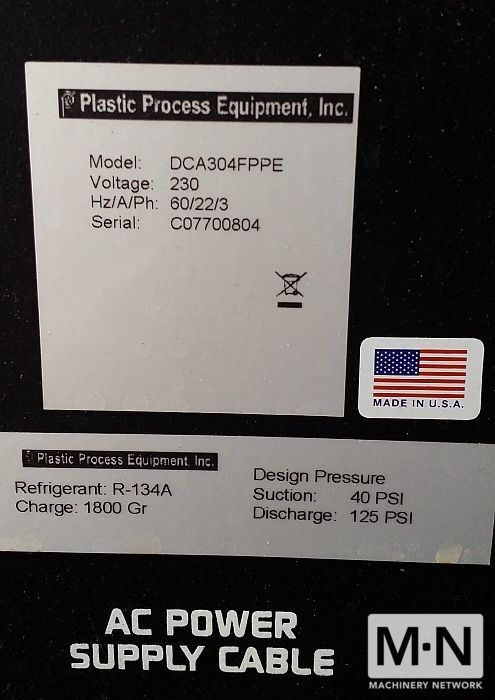 Plastic Process Equipment, Inc.
Model: DCA304FPPE
Voltage: 230
Hz/A/Ph: 60/22/3
Serial: C07700804
MADE IN U.S.A.
Plastic Process Equipment, Inc.
Refrigerant: R-134A
Charge: 1800 Gr
Design Pressure
Suction: 40 PSI
Discharge: 125 PSI
AC POWER
SUPPLY CABLE
M·N
MACHINERY NETWORK